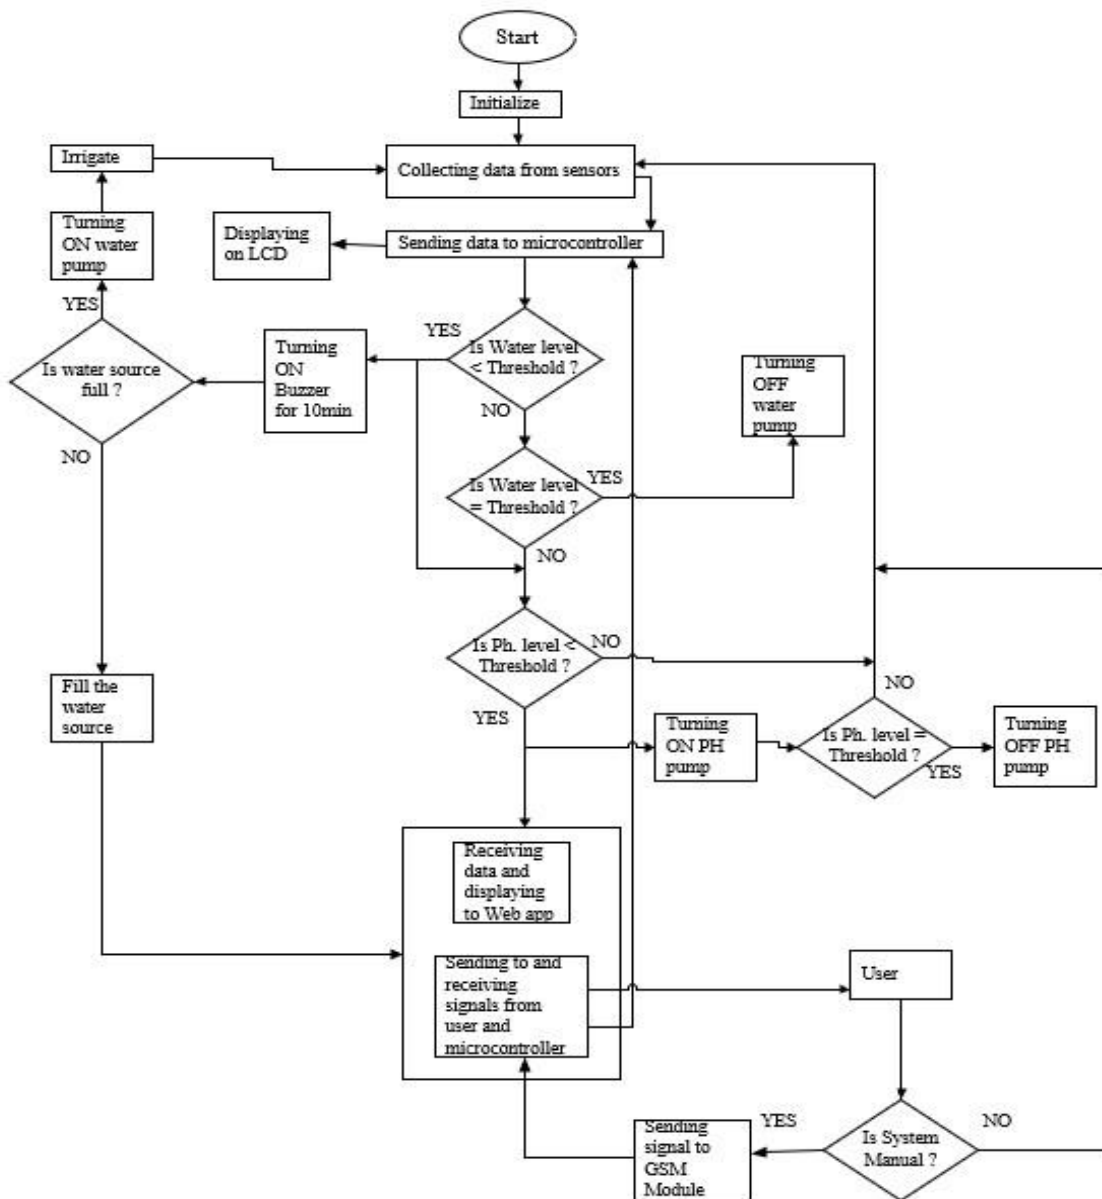 Start
Initialize
Irrigate
Collecting data from sensors
Turning
ON water
pump
Displaying
on LCD
Sending data to microcontroller
YES
YES
Is water source
full ?
Turning
ON
Buzzer
for 10min
Is Water level
< Threshold ?
Turning
OFF
water
pump
NO
NO
Is Water level
= Threshold ?
YES
NO
Is Ph. level <
Threshold ?
NO
Fill the
water
source
YES
Turning
ON PH
pump
NO
Is Ph. level =
Threshold ?
YES
Turning
OFF PH
pump
Receiving
data and
displaying
to Web app
Sending to and
receiving
signals from
user and
microcontroller
User
Sending
signal to
GSM
Module
YES
Is System
Manual ?
NO